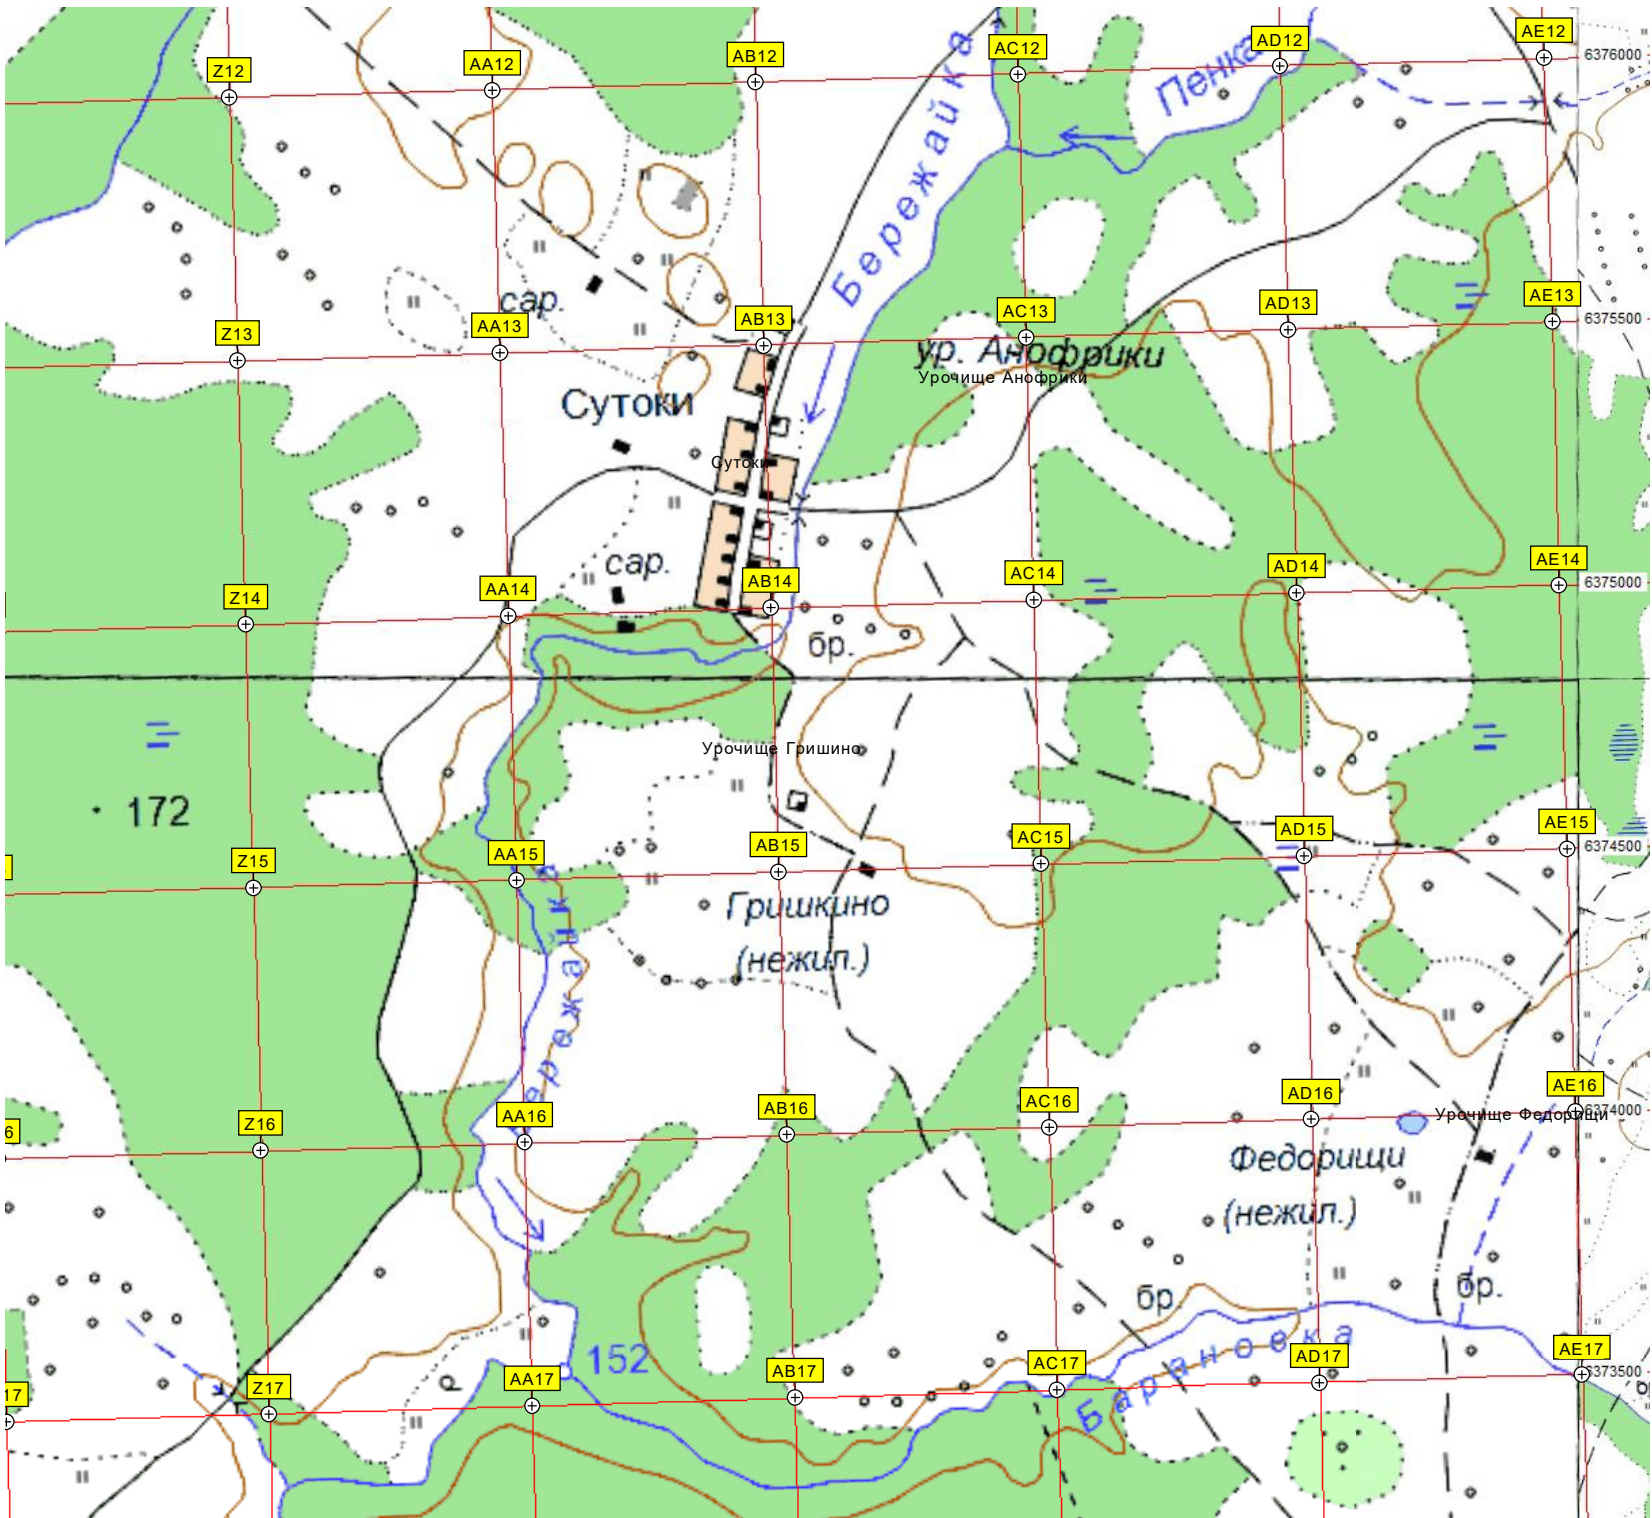 Z12
AA12
AB12
AC12
AD12
AE12
6376000
Бережайка
Пенка
сар.
Z13
AA13
AB13
AC13
AD13
AE13
6375500
ур. Анофрики
Урочище Анофрики
Сутоки
Сутоки
сар.
Z14
AA14
AB14
AC14
AD14
AE14
6375000
бр.
Урочище Гришино
172
Z15
AA15
AB15
AC15
AD15
AE15
6374500
Гришкино
(нежил.)
6
Z16
AA16
AB16
AC16
AD16
AE16
6374000
Урочище Федорищи
Федорищи
(нежил.)
бр.
бр.
152
Барановка
17
Z17
AA17
AB17
AC17
AD17
AE17
6373500